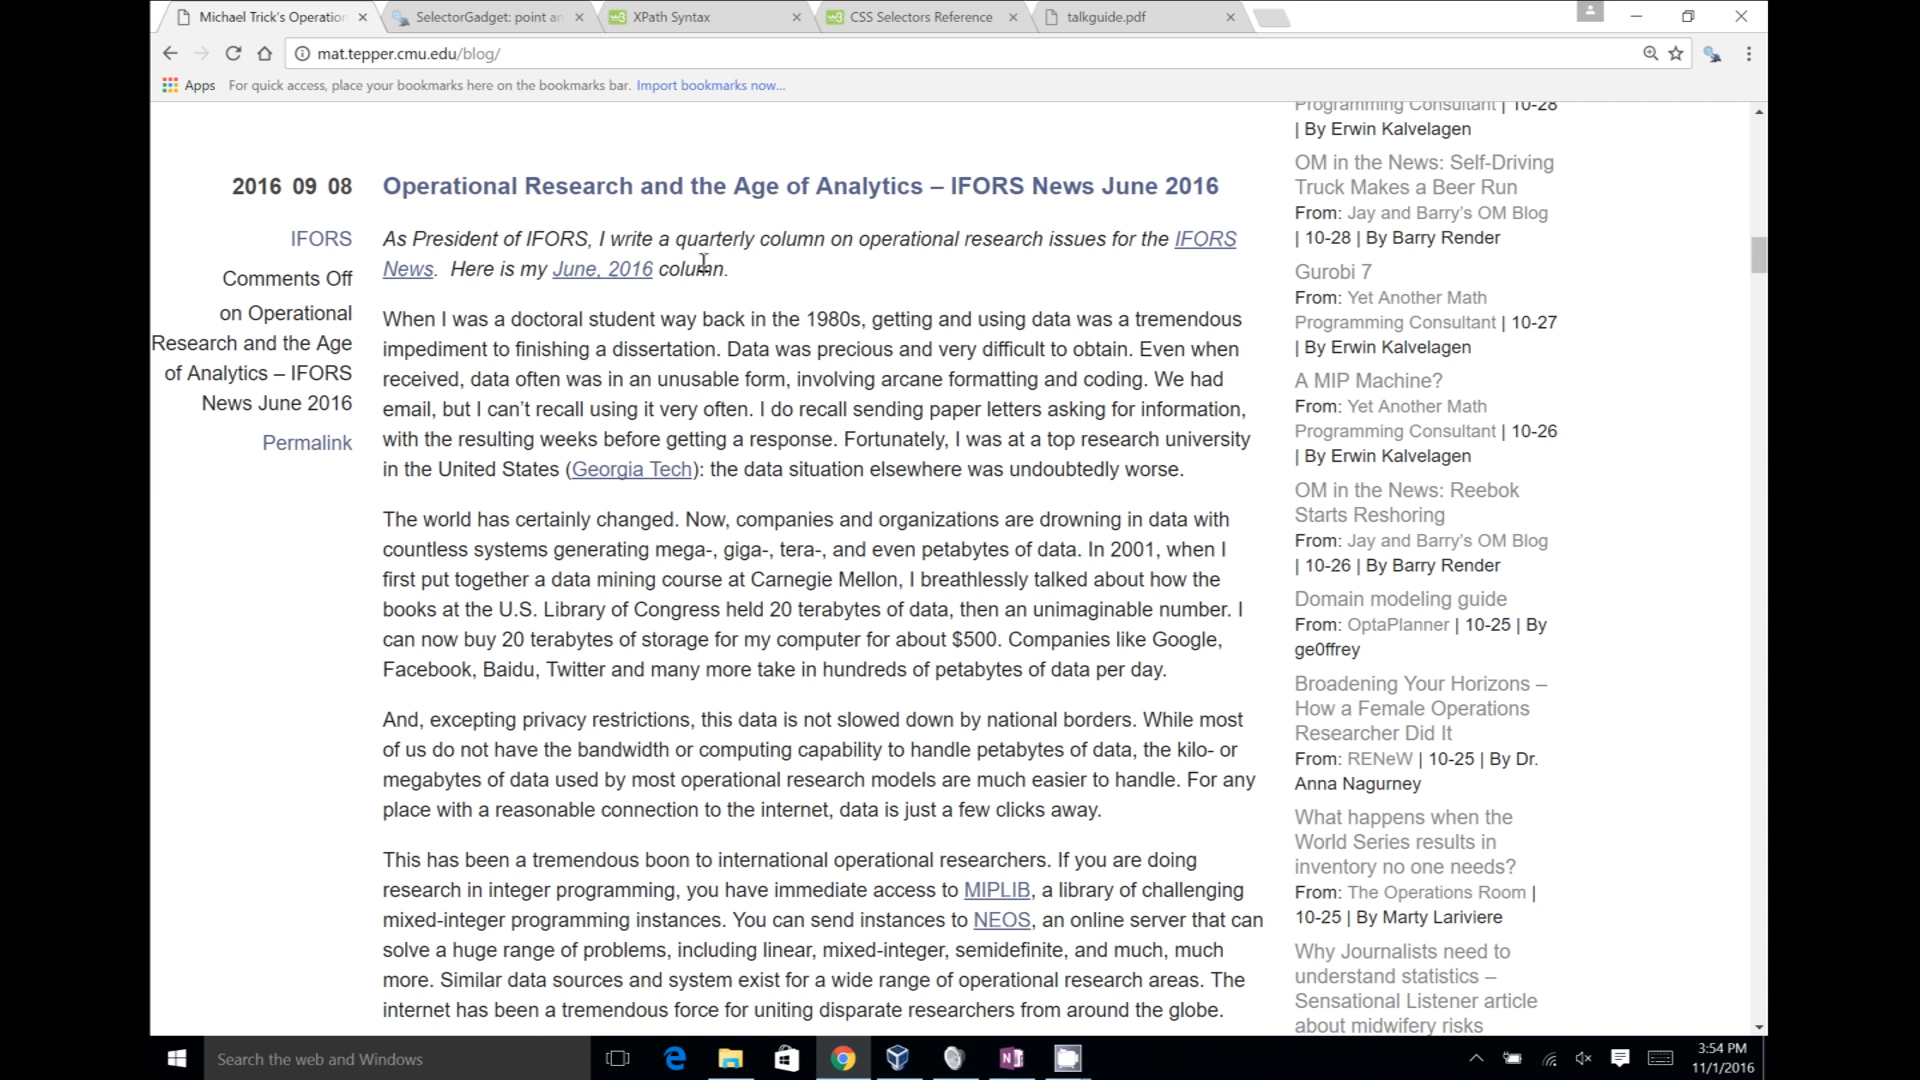 Michael Trick's Operation
SelectorGadget: point an
XPath Syntax
CSS Selectors Reference
talkguide.pdf
mat.tepper.cmu.edu/blog/
Apps For quick access, place your bookmarks here on the bookmarks bar. Import bookmarks now...
2016 09 08
IFORS
Comments Off
on Operational
Research and the Age
of Analytics – IFORS
News June 2016
Permalink
Operational Research and the Age of Analytics – IFORS News June 2016
As President of IFORS, I write a quarterly column on operational research issues for the IFORS
News. Here is my June, 2016 column.
When I was a doctoral student way back in the 1980s, getting and using data was a tremendous
impediment to finishing a dissertation. Data was precious and very difficult to obtain. Even when
received, data often was in an unusable form, involving arcane formatting and coding. We had
email, but I can't recall using it very often. I do recall sending paper letters asking for information,
with the resulting weeks before getting a response. Fortunately, I was at a top research university
in the United States (Georgia Tech): the data situation elsewhere was undoubtedly worse.
The world has certainly changed. Now, companies and organizations are drowning in data with
countless systems generating mega-, giga-, tera-, and even petabytes of data. In 2001, when I
first put together a data mining course at Carnegie Mellon, I breathlessly talked about how the
books at the U.S. Library of Congress held 20 terabytes of data, then an unimaginable number. I
can now buy 20 terabytes of storage for my computer for about $500. Companies like Google,
Facebook, Baidu, Twitter and many more take in hundreds of petabytes of data per day.
And, excepting privacy restrictions, this data is not slowed down by national borders. While most
of us do not have the bandwidth or computing capability to handle petabytes of data, the kilo- or
megabytes of data used by most operational research models are much easier to handle. For any
place with a reasonable connection to the internet, data is just a few clicks away.
This has been a tremendous boon to international operational researchers. If you are doing
research in integer programming, you have immediate access to MIPLIB, a library of challenging
mixed-integer programming instances. You can send instances to NEOS, an online server that can
solve a huge range of problems, including linear, mixed-integer, semidefinite, and much, much
more. Similar data sources and system exist for a wide range of operational research areas. The
internet has been a tremendous force for uniting disparate researchers from around the globe.
Programming Consultant | 10-28
| By Erwin Kalvelagen
OM in the News: Self-Driving
Truck Makes a Beer Run
From: Jay and Barry's OM Blog
| 10-28 | By Barry Render
Gurobi 7
From: Yet Another Math
Programming Consultant | 10-27
| By Erwin Kalvelagen
A MIP Machine?
From: Yet Another Math
Programming Consultant | 10-26
| By Erwin Kalvelagen
OM in the News: Reebok
Starts Reshoring
From: Jay and Barry's OM Blog
| 10-26 | By Barry Render
Domain modeling guide
From: OptaPlanner | 10-25 | By
ge0ffrey
Broadening Your Horizons –
How a Female Operations
Researcher Did It
From: RENeW | 10-25 | By Dr.
Anna Nagurney
What happens when the
World Series results in
inventory no one needs?
From: The Operations Room |
10-25 | By Marty Lariviere
Why Journalists need to
understand statistics –
Sensational Listener article
about midwifery risks
Search the web and Windows
3:54 PM
11/1/2016